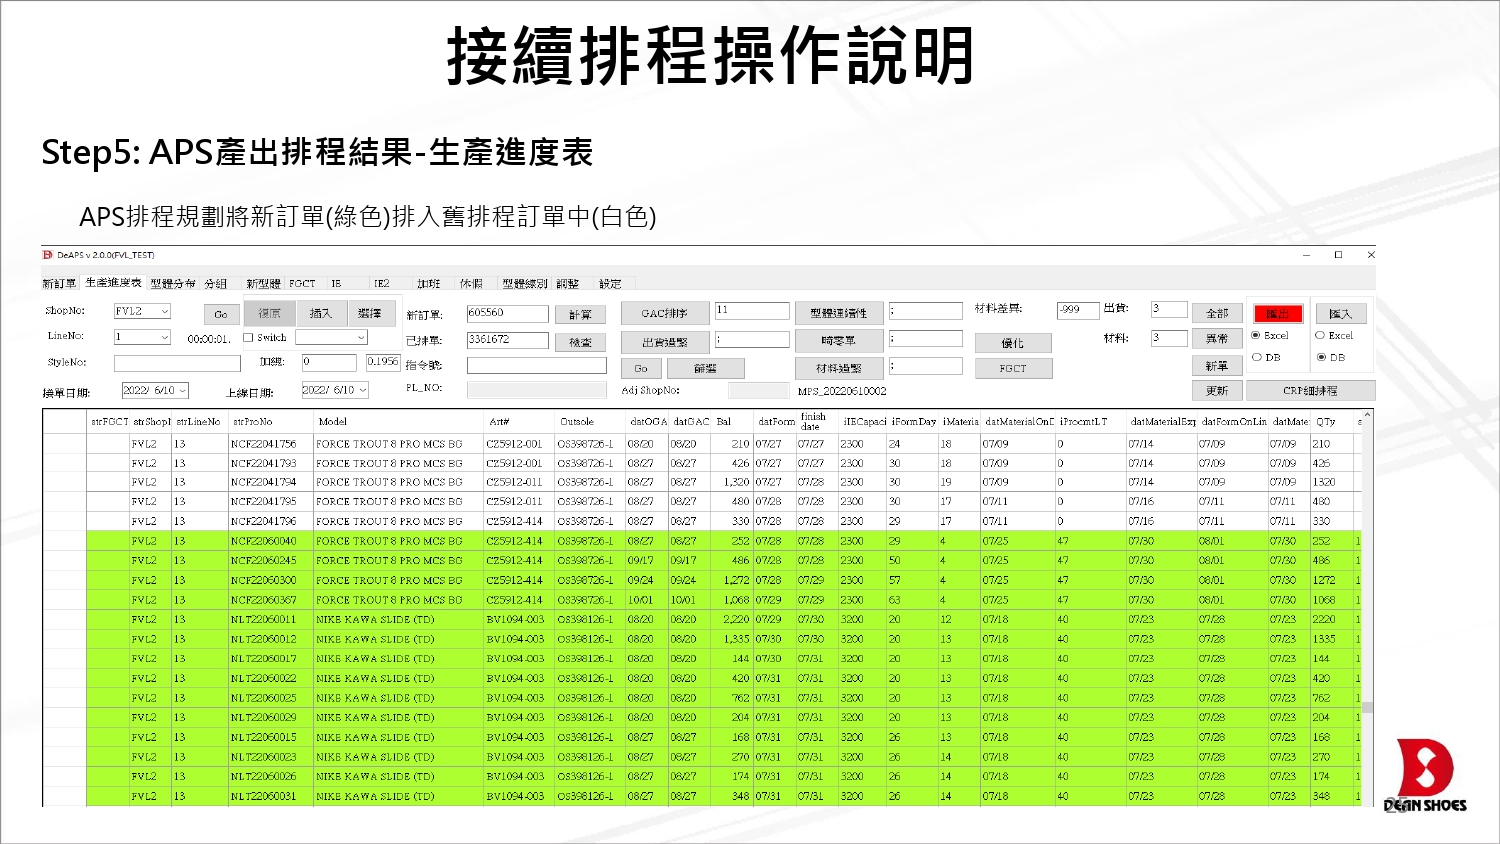 接續排程操作說明
Step5: APS產出排程結果-生產進度表
APS排程規劃將新訂單(綠色)排入舊排程訂單中(白色)
DeAPS v 2.0.0(FVL_TEST)
新訂單 生產進度表 型體分布 分組 新型體 FGCT IE IE2 加班 休假 型體線別 調整 設定
ShopNo: FVL2 Go 復原 插入 選擇 新訂單: 605560 計算 GAC排序 11 型體連續性 ; 材料差異: -999 出貨: 3 全部 匯出 匯入
LineNo: 1 00:00:01. Switch 已排單: 3361672 檢查 出貨過緊 ; 畸零單 ; 優化 材料: 3 異常 Excel Excel
StyleNo: 加總: 0 0.1956 指令號: Go 篩選 材料過緊 ; FGCT 新單 DB DB
接單日期: 2022/ 6/10 上線日期: 2022/ 6/10 PL_NO: AdjShopNo: MPS_20220610002 更新 CRP細排程
strFGCT strShopl strLineNo strProNo Model Art# Outsole datOGA datGAC Bal datForm finish date iIECapaci iFormDay iMateria datMaterialOnD iProcmtLT datMaterialExp datFormOnLin datMate QTy s
FVL2 13 NCF22041756 FORCE TROUT 8 PRO MCS BG CZ5912-001 OS398726-1 08/20 08/20 210 07/27 07/27 2300 24 18 07/09 0 07/14 07/09 07/09 210
FVL2 13 NCF22041793 FORCE TROUT 8 PRO MCS BG CZ5912-001 OS398726-1 08/27 08/27 426 07/27 07/27 2300 30 18 07/09 0 07/14 07/09 07/09 426
FVL2 13 NCF22041794 FORCE TROUT 8 PRO MCS BG CZ5912-011 OS398726-1 08/27 08/27 1,320 07/27 07/28 2300 30 19 07/09 0 07/14 07/09 07/09 1320
FVL2 13 NCF22041795 FORCE TROUT 8 PRO MCS BG CZ5912-011 OS398726-1 08/27 08/27 480 07/28 07/28 2300 30 17 07/11 0 07/16 07/11 07/11 480
FVL2 13 NCF22041796 FORCE TROUT 8 PRO MCS BG CZ5912-414 OS398726-1 08/27 08/27 330 07/28 07/28 2300 29 17 07/11 0 07/16 07/11 07/11 330
FVL2 13 NCF22060040 FORCE TROUT 8 PRO MCS BG CZ5912-414 OS398726-1 08/27 08/27 252 07/28 07/28 2300 29 4 07/25 47 07/30 08/01 07/30 252 1
FVL2 13 NCF22060245 FORCE TROUT 8 PRO MCS BG CZ5912-414 OS398726-1 09/17 09/17 486 07/28 07/28 2300 50 4 07/25 47 07/30 08/01 07/30 486 1
FVL2 13 NCF22060300 FORCE TROUT 8 PRO MCS BG CZ5912-414 OS398726-1 09/24 09/24 1,272 07/28 07/29 2300 57 4 07/25 47 07/30 08/01 07/30 1272 1
FVL2 13 NCF22060367 FORCE TROUT 8 PRO MCS BG CZ5912-414 OS398726-1 10/01 10/01 1,068 07/29 07/29 2300 63 4 07/25 47 07/30 08/01 07/30 1068 1
FVL2 13 NLT22060011 NIKE KAWA SLIDE (TD) BV1094-003 OS398126-1 08/20 08/20 2,220 07/29 07/30 3200 20 12 07/18 40 07/23 07/28 07/23 2220 1
FVL2 13 NLT22060012 NIKE KAWA SLIDE (TD) BV1094-003 OS398126-1 08/20 08/20 1,335 07/30 07/30 3200 20 13 07/18 40 07/23 07/28 07/23 1335 1
FVL2 13 NLT22060017 NIKE KAWA SLIDE (TD) BV1094-003 OS398126-1 08/20 08/20 144 07/30 07/31 3200 20 13 07/18 40 07/23 07/28 07/23 144 1
FVL2 13 NLT22060022 NIKE KAWA SLIDE (TD) BV1094-003 OS398126-1 08/20 08/20 420 07/31 07/31 3200 20 13 07/18 40 07/23 07/28 07/23 420 1
FVL2 13 NLT22060025 NIKE KAWA SLIDE (TD) BV1094-003 OS398126-1 08/20 08/20 762 07/31 07/31 3200 20 13 07/18 40 07/23 07/28 07/23 762 1
FVL2 13 NLT22060029 NIKE KAWA SLIDE (TD) BV1094-003 OS398126-1 08/20 08/20 204 07/31 07/31 3200 20 13 07/18 40 07/23 07/28 07/23 204 1
FVL2 13 NLT22060015 NIKE KAWA SLIDE (TD) BV1094-003 OS398126-1 08/27 08/27 168 07/31 07/31 3200 26 13 07/18 40 07/23 07/28 07/23 168 1
FVL2 13 NLT22060023 NIKE KAWA SLIDE (TD) BV1094-003 OS398126-1 08/27 08/27 270 07/31 07/31 3200 26 14 07/18 40 07/23 07/28 07/23 270 1
FVL2 13 NLT22060026 NIKE KAWA SLIDE (TD) BV1094-003 OS398126-1 08/27 08/27 174 07/31 07/31 3200 26 14 07/18 40 07/23 07/28 07/23 174 1
FVL2 13 NLT22060031 NIKE KAWA SLIDE (TD) BV1094-003 OS398126-1 08/27 08/27 348 07/31 07/31 3200 26 14 07/18 40 07/23 07/28 07/23 348 1
DEAN SHOES